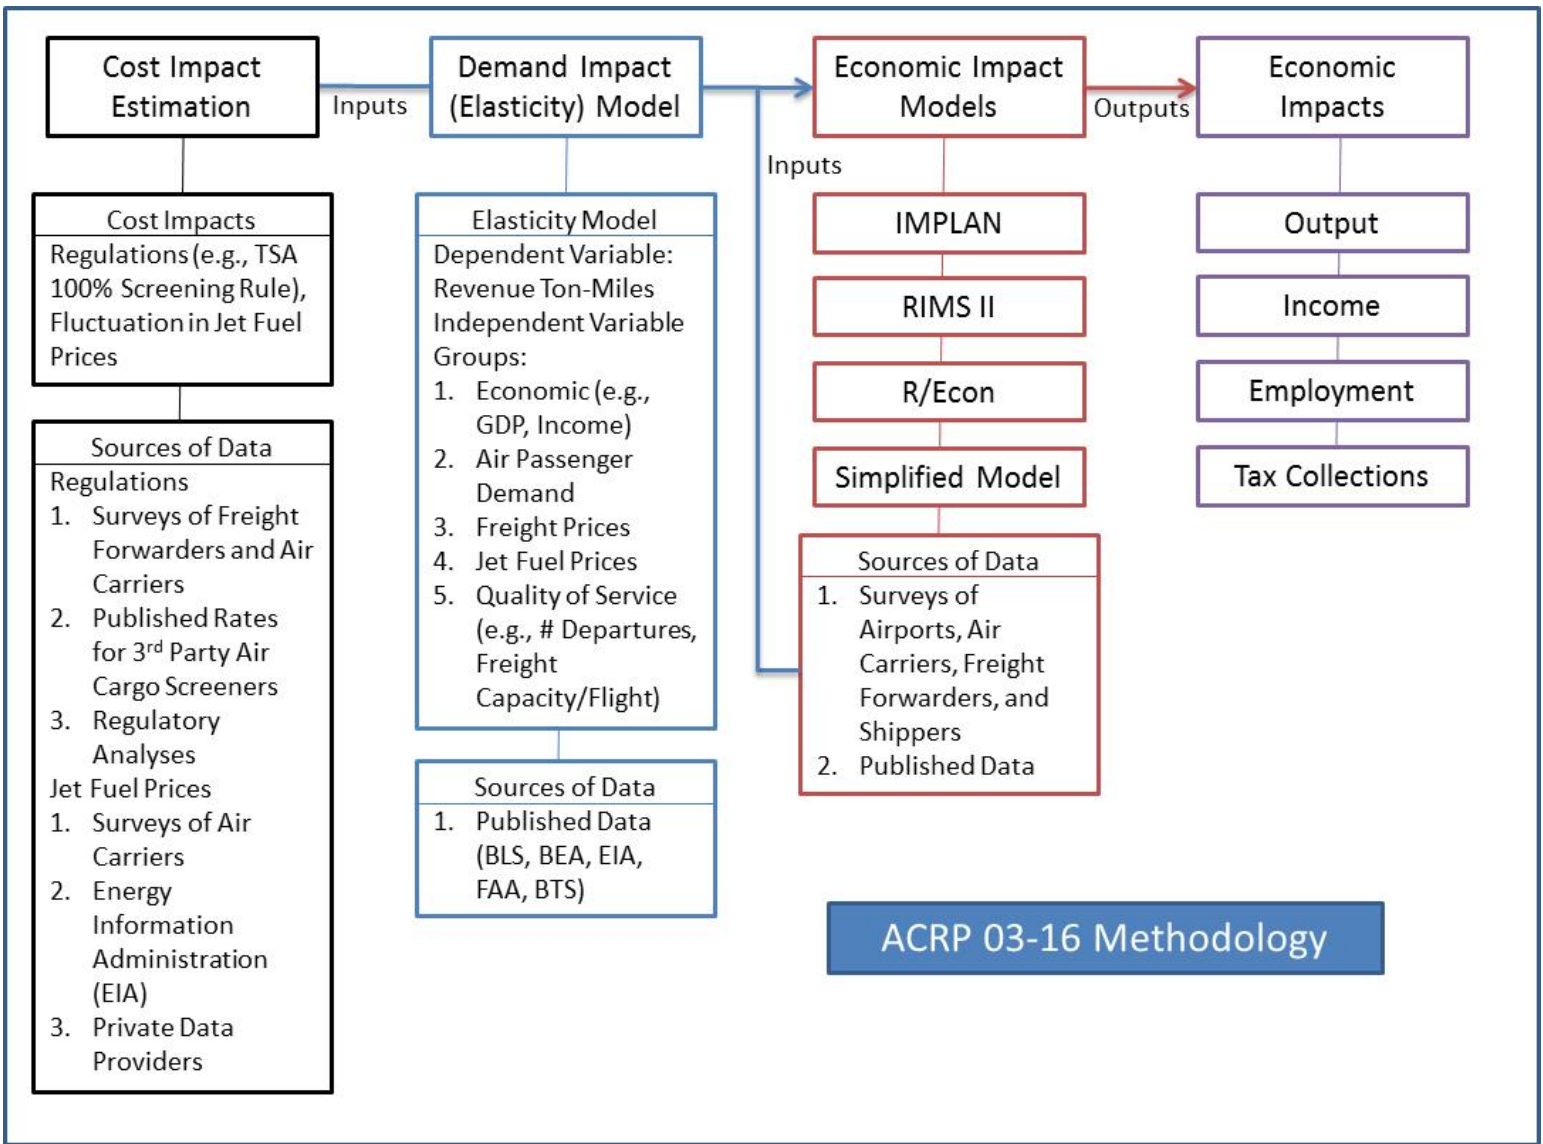 Cost Impact
Estimation
Inputs
Demand Impact
(Elasticity) Model
Inputs
Economic Impact
Models
Outputs
Economic
Impacts
Cost Impacts
Regulations (e.g., TSA
100% Screening Rule),
Fluctuation in Jet Fuel
Prices
Sources of Data
Regulations
1. Surveys of Freight
Forwarders and Air
Carriers
2. Published Rates
for 3rd Party Air
Cargo Screeners
3. Regulatory
Analyses
Jet Fuel Prices
1. Surveys of Air
Carriers
2. Energy
Information
Administration
(EIA)
3. Private Data
Providers
Elasticity Model
Dependent Variable:
Revenue Ton-Miles
Independent Variable
Groups:
1. Economic (e.g.,
GDP, Income)
2. Air Passenger
Demand
3. Freight Prices
4. Jet Fuel Prices
5. Quality of Service
(e.g., # Departures,
Freight
Capacity/Flight)
Sources of Data
1. Published Data
(BLS, BEA, EIA,
FAA, BTS)
IMPLAN
RIMS II
R/Econ
Simplified Model
Sources of Data
1. Surveys of
Airports, Air
Carriers, Freight
Forwarders, and
Shippers
2. Published Data
Output
Income
Employment
Tax Collections
ACRP 03-16 Methodology